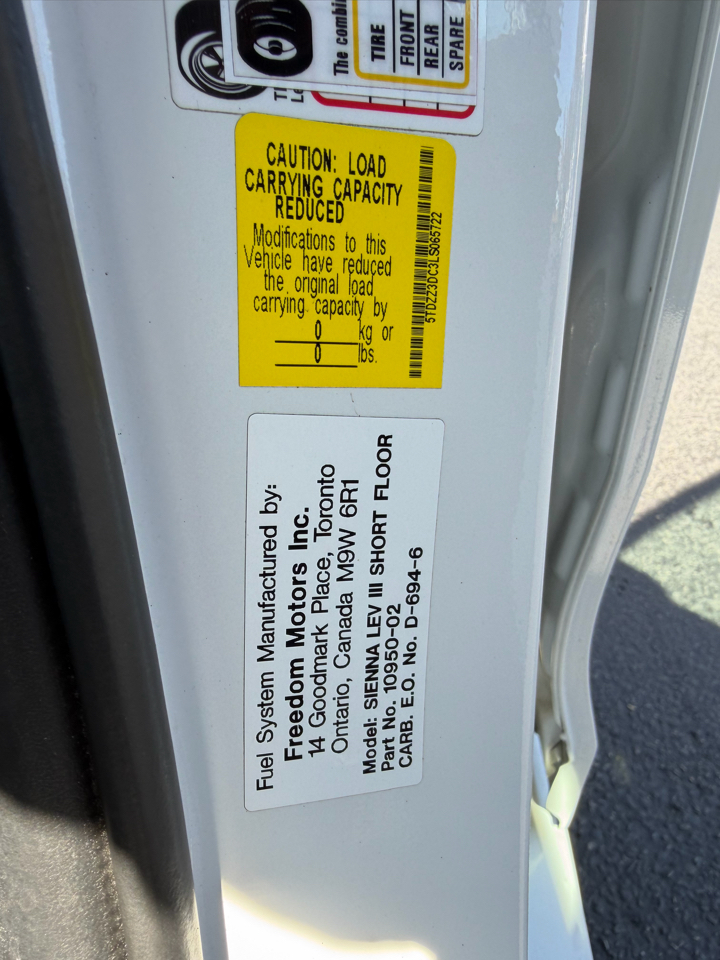 The combin
TIRE
FRONT
REAR
SPARE
CAUTION: LOAD
CARRYING CAPACITY
REDUCED
Modifications to this
Vehicle have reduced
the original load
carrying capacity by
0 kg or
0 lbs.
5TDZZ3DC3LS065722
Fuel System Manufactured by:
Freedom Motors Inc.
14 Goodmark Place, Toronto
Ontario, Canada M9W 6R1
Model: SIENNA LEV III SHORT FLOOR
Part No. 10950-02
CARB. E.O. No. D-694-6